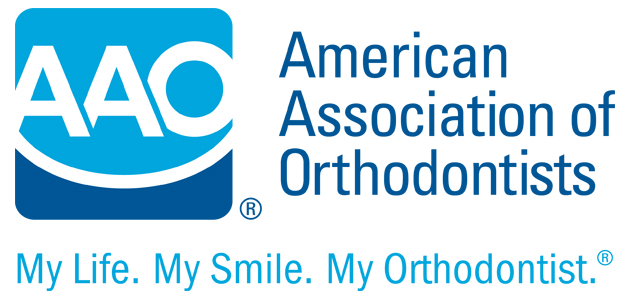 AAO
®
American
Association of
Orthodontists
My Life. My Smile. My Orthodontist.®